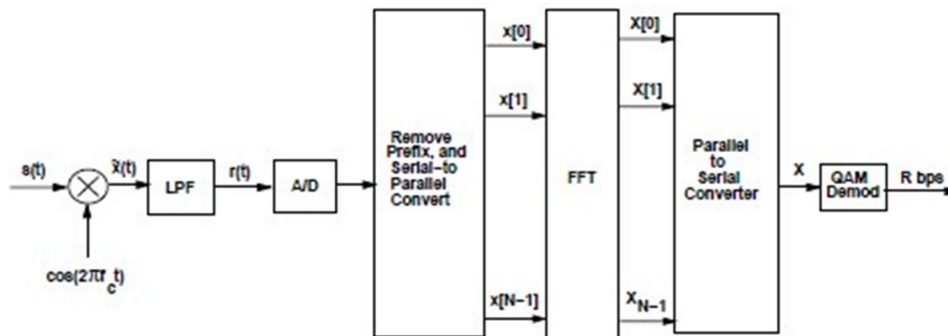 s(t)
cos(2πf_c t)
x̂(t)
LPF
r(t)
A/D
Remove
Prefix, and
Serial-to
Parallel
Convert
x[0]
x[1]
x[N-1]
FFT
X[0]
X[1]
X_{N-1}
Parallel
to
Serial
Converter
X
QAM
Demod
R bps